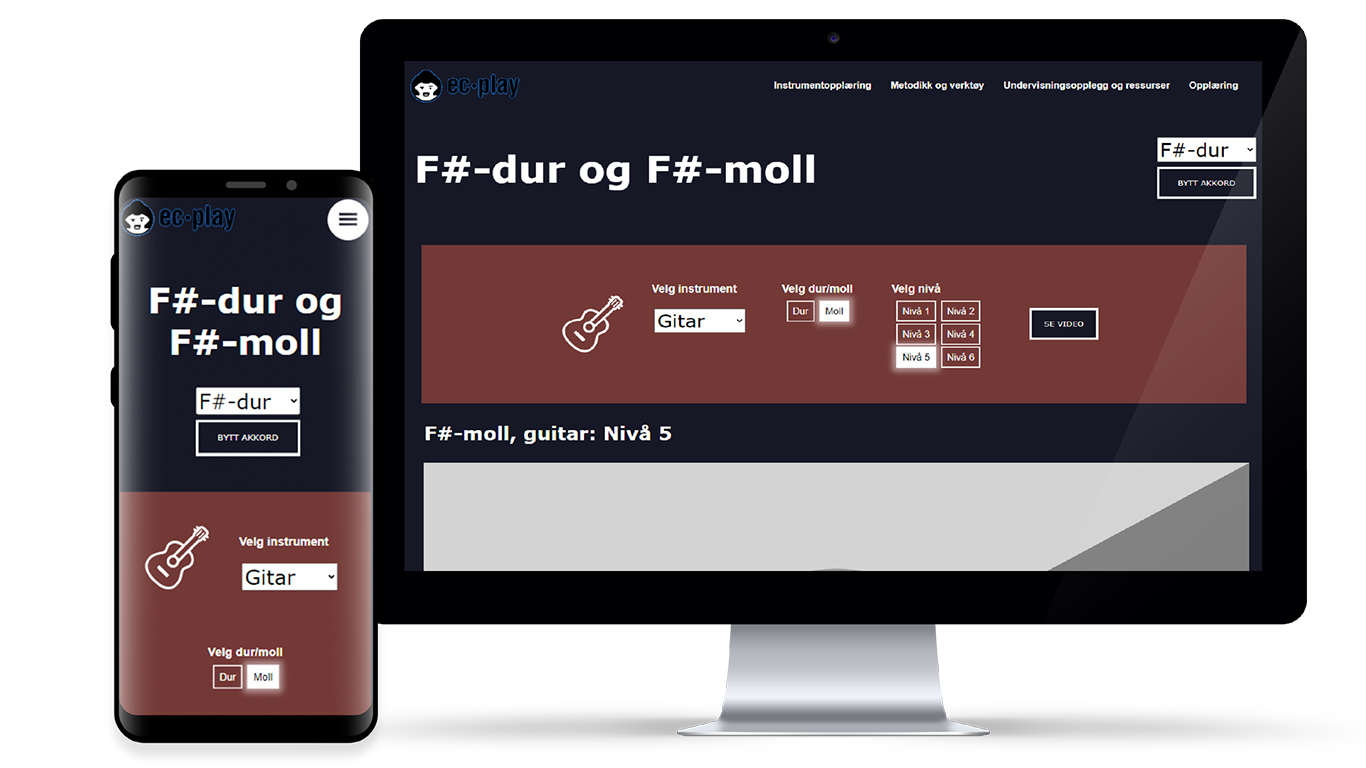 ec·play
Instrumentopplæring Metodikk og verktøy Undervisningsopplegg og ressurser Opplæring
F#-dur og F#-moll
F#-dur
BYTT AKKORD
Velg instrument
Gitar
Velg dur/moll
Dur Moll
Velg nivå
Nivå 1 Nivå 2
Nivå 3 Nivå 4
Nivå 5 Nivå 6
SE VIDEO
F#-moll, guitar: Nivå 5
ec·play
F#-dur og
F#-moll
F#-dur
BYTT AKKORD
Velg instrument
Gitar
Velg dur/moll
Dur Moll